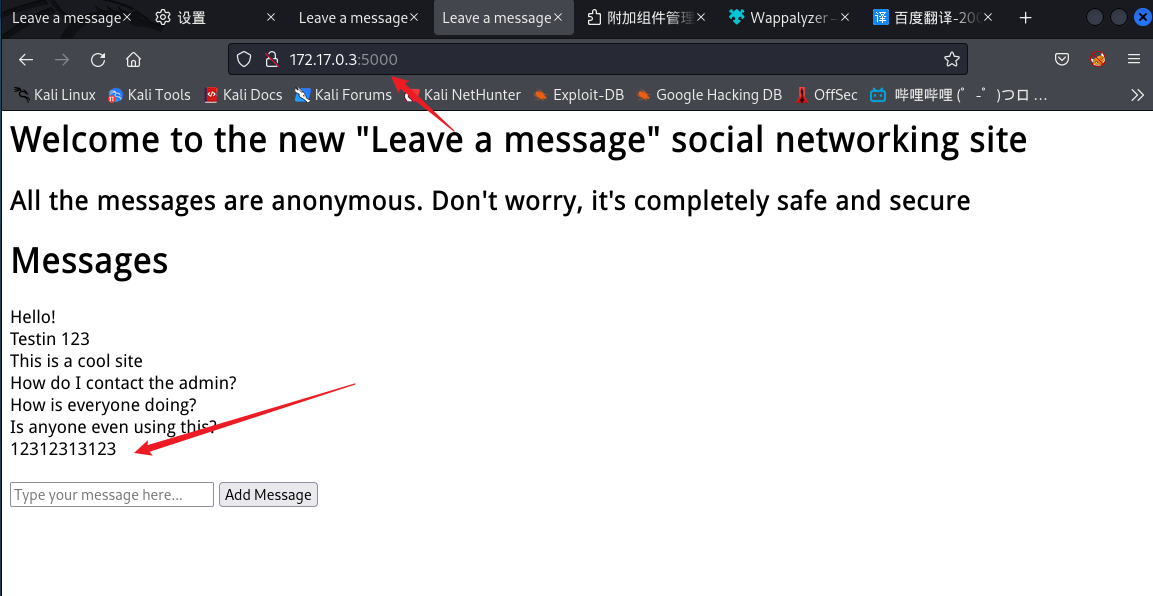 Leave a message
设置
Leave a message
Leave a message
附加组件管理
Wappalyzer
百度翻译-200
172.17.0.3:5000
Kali Linux
Kali Tools
Kali Docs
Kali Forums
Kali NetHunter
Exploit-DB
Google Hacking DB
OffSec
哔哩哔哩 (゜-゜)つロ ...
Welcome to the new "Leave a message" social networking site
All the messages are anonymous. Don't worry, it's completely safe and secure
Messages
Hello!
Testin 123
This is a cool site
How do I contact the admin?
How is everyone doing?
Is anyone even using this?
12312313123
Type your message here...
Add Message